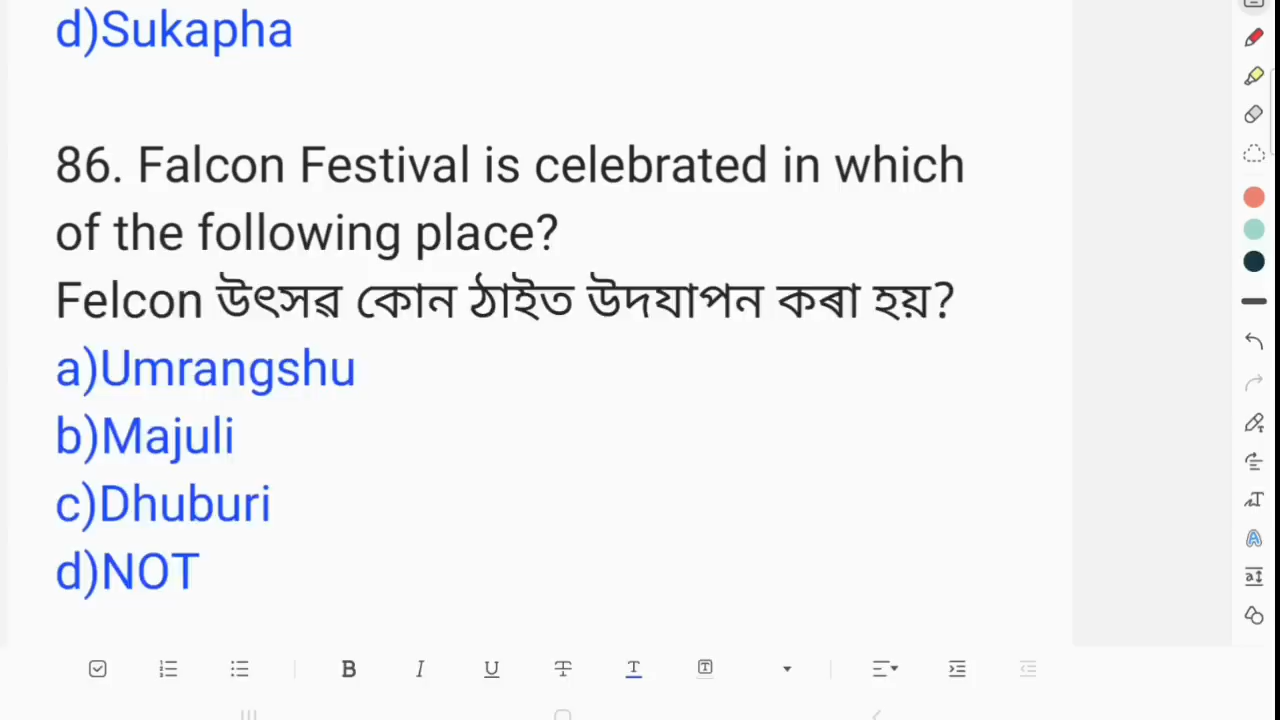 d)Sukapha
86. Falcon Festival is celebrated in which
of the following place?
Felcon উৎসৱ কোন ঠাইত উদযাপন কৰা হয়?
a)Umrangshu
b)Majuli
c)Dhuburi
d)NOT